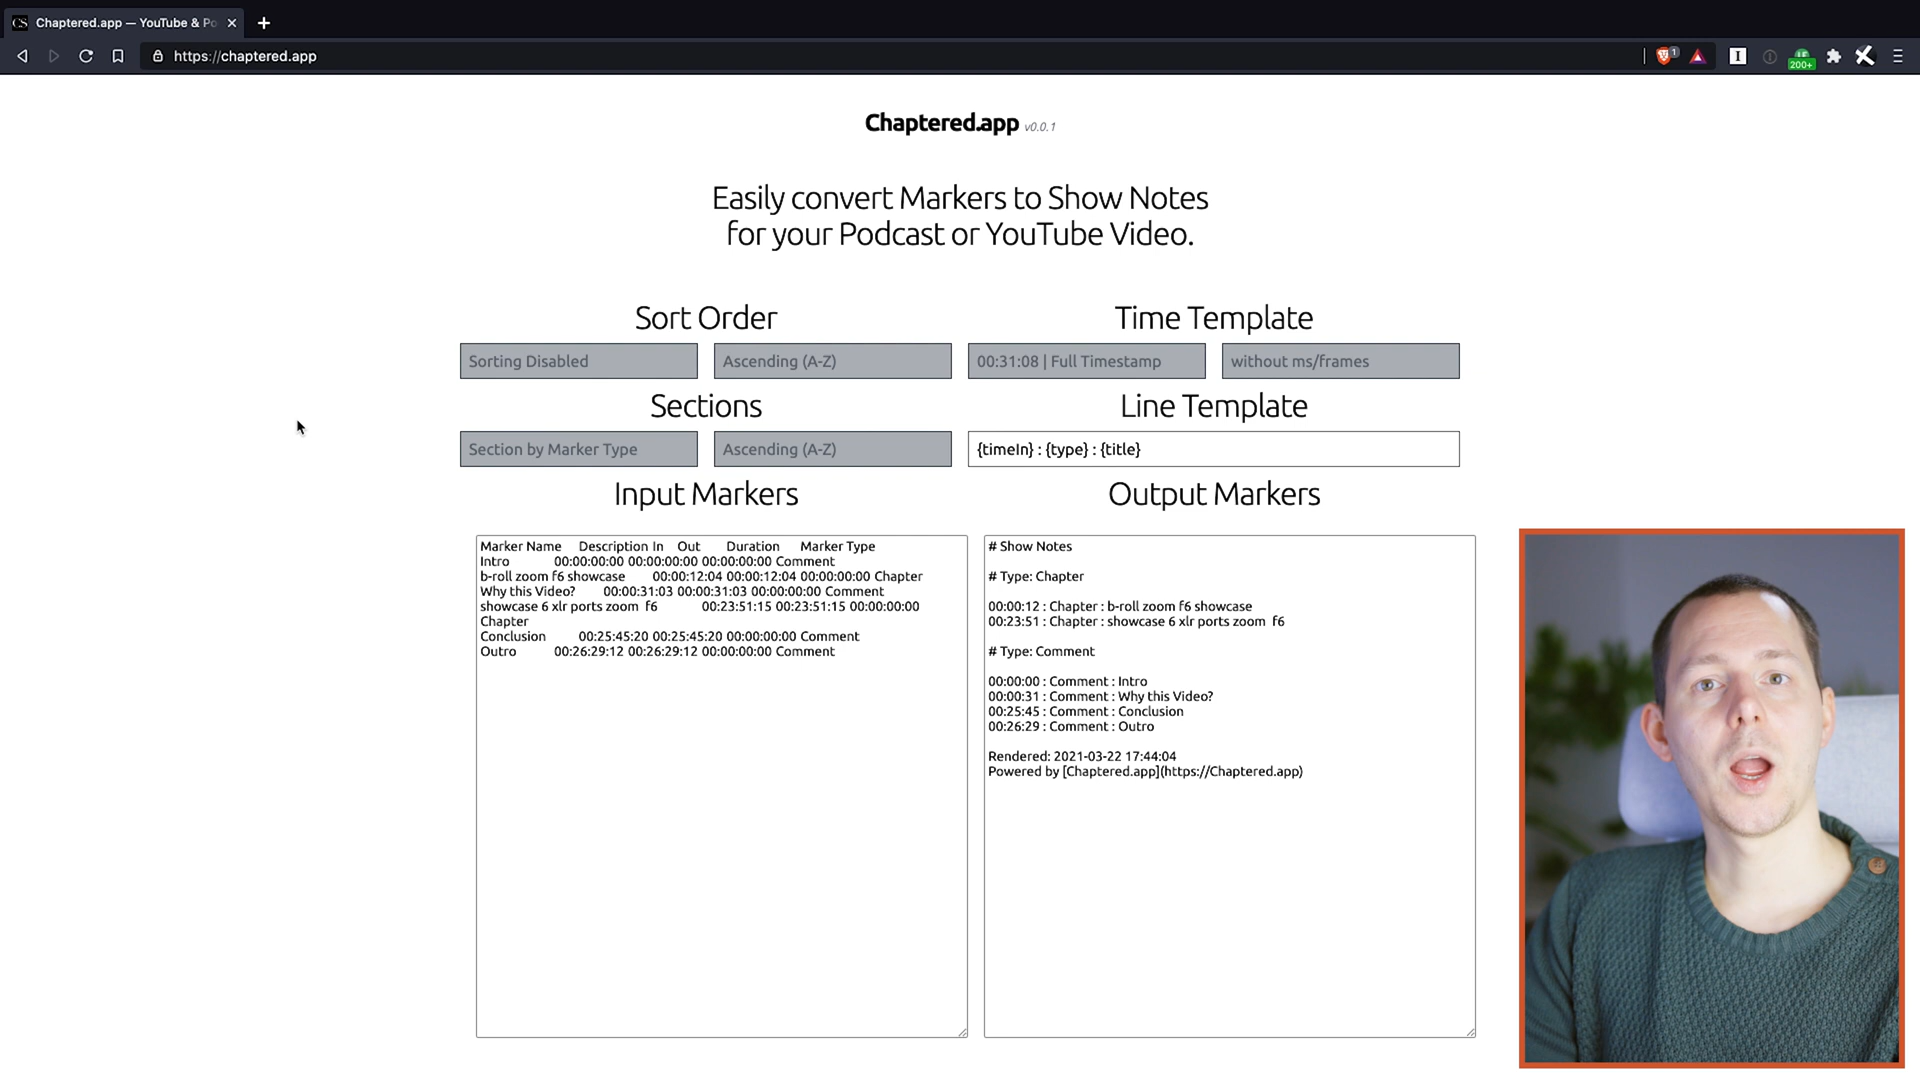 CS Chaptered.app — YouTube & Po
https://chaptered.app
1
200+
Chaptered.app v0.0.1
Easily convert Markers to Show Notes
for your Podcast or YouTube Video.
Sort Order
Time Template
Sorting Disabled
Ascending (A-Z)
00:31:08 | Full Timestamp
without ms/frames
Sections
Line Template
Section by Marker Type
Ascending (A-Z)
{timeIn} : {type} : {title}
Input Markers
Output Markers
Marker Name Description In Out Duration Marker Type
Intro 00:00:00:00 00:00:00:00 00:00:00:00 Comment
b-roll zoom f6 showcase 00:00:12:04 00:00:12:04 00:00:00:00 Chapter
Why this Video? 00:00:31:03 00:00:31:03 00:00:00:00 Comment
showcase 6 xlr ports zoom f6 00:23:51:15 00:23:51:15 00:00:00:00
Chapter
Conclusion 00:25:45:20 00:25:45:20 00:00:00:00 Comment
Outro 00:26:29:12 00:26:29:12 00:00:00:00 Comment
# Show Notes
# Type: Chapter
00:00:12 : Chapter : b-roll zoom f6 showcase
00:23:51 : Chapter : showcase 6 xlr ports zoom f6
# Type: Comment
00:00:00 : Comment : Intro
00:00:31 : Comment : Why this Video?
00:25:45 : Comment : Conclusion
00:26:29 : Comment : Outro
Rendered: 2021-03-22 17:44:04
Powered by [Chaptered.app](https://Chaptered.app)